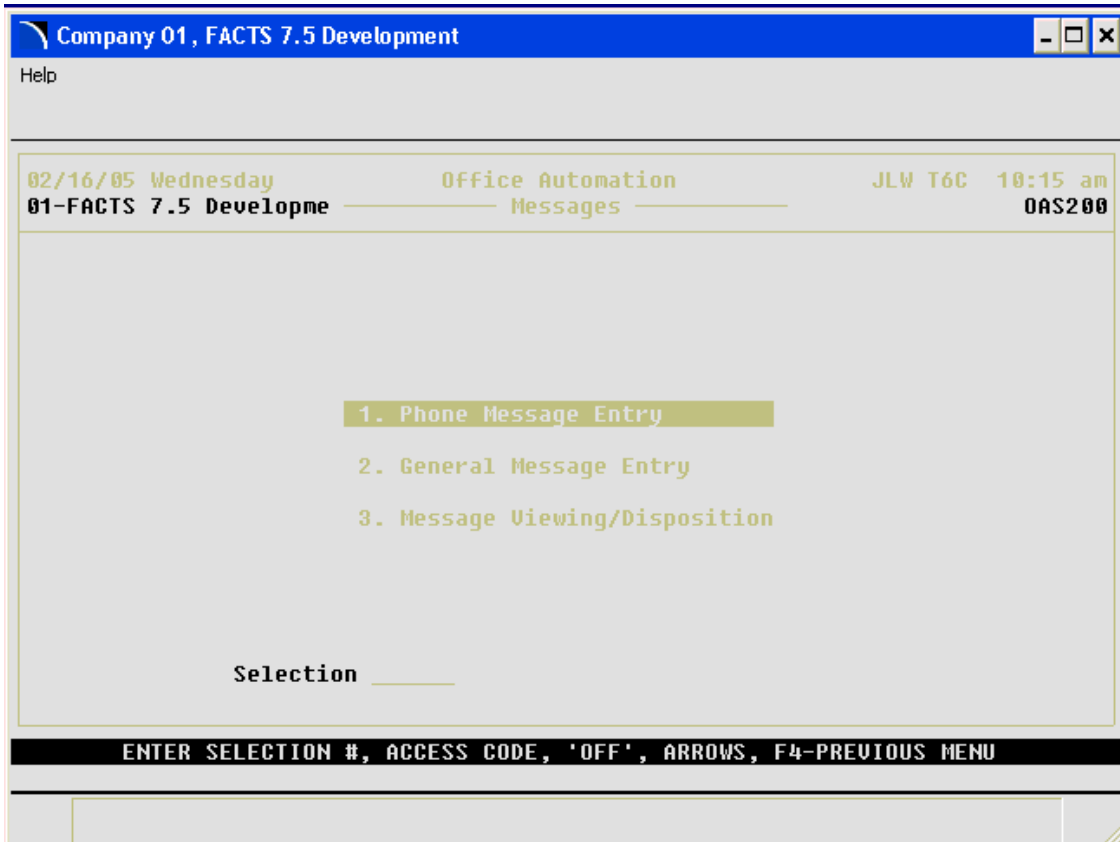 Company 01, FACTS 7.5 Development
Help
02/16/05 Wednesday Office Automation JLW T6C 10:15 am
01-FACTS 7.5 Developme Messages OAS200
1. Phone Message Entry
2. General Message Entry
3. Message Viewing/Disposition
Selection ______
ENTER SELECTION #, ACCESS CODE, 'OFF', ARROWS, F4-PREVIOUS MENU